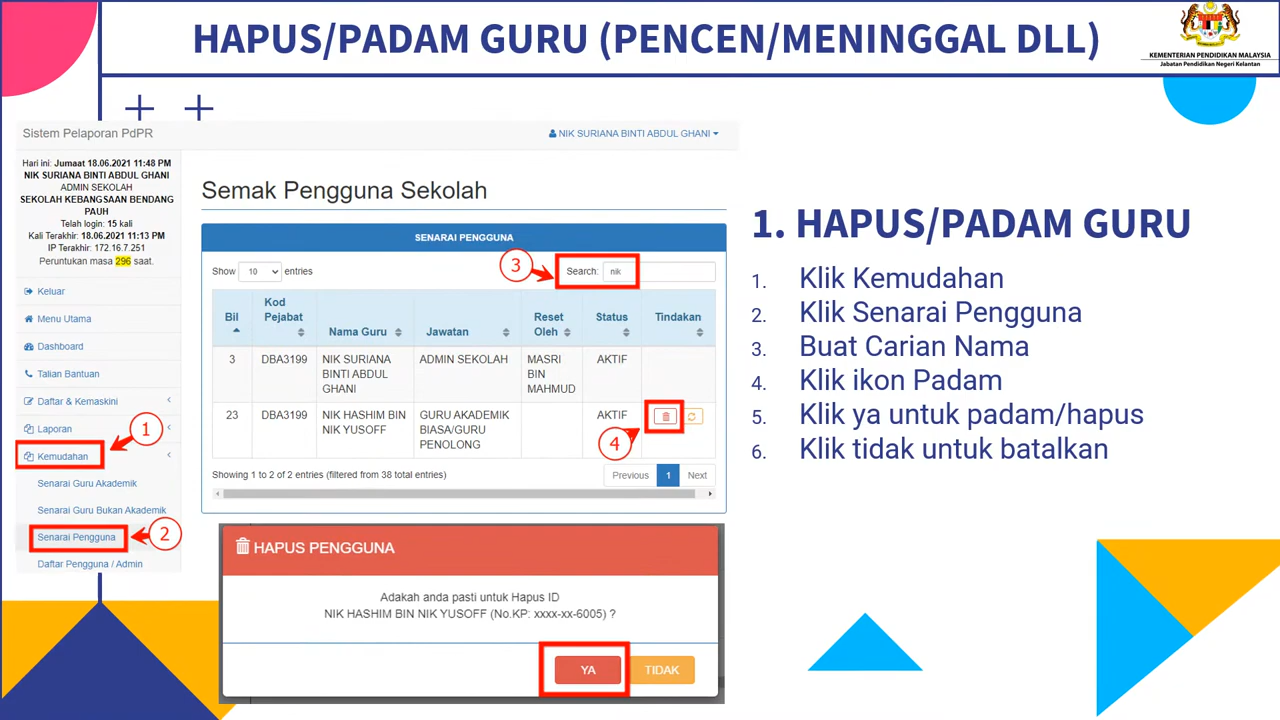 HAPUS/PADAM GURU (PENCEN/MENINGGAL DLL)
KEMENTERIAN PENDIDIKAN MALAYSIA
Jabatan Pendidikan Negeri Kelantan
Sistem Pelaporan PdPR
NIK SURIANA BINTI ABDUL GHANI
Hari ini: Jumaat 18.06.2021 11:48 PM
NIK SURIANA BINTI ABDUL GHANI
ADMIN SEKOLAH
SEKOLAH KEBANGSAAN BENDANG
PAUH
Telah login: 15 kali
Kali Terakhir: 18.06.2021 11:13 PM
IP Terakhir: 172.16.7.251
Peruntukan masa 296 saat.
Keluar
Menu Utama
Dashboard
Talian Bantuan
Daftar & Kemaskini
Laporan
1
Kemudahan
Senarai Guru Akademik
Senarai Guru Bukan Akademik
Senarai Pengguna
2
Daftar Pengguna / Admin
Semak Pengguna Sekolah
SENARAI PENGGUNA
Show 10 entries
3
Search: nik
Bil
Kod
Pejabat
Nama Guru
Jawatan
Reset
Oleh
Status
Tindakan
3
DBA3199
NIK SURIANA
BINTI ABDUL
GHANI
ADMIN SEKOLAH
MASRI
BIN
MAHMUD
AKTIF
23
DBA3199
NIK HASHIM BIN
NIK YUSOFF
GURU AKADEMIK
BIASA/GURU
PENOLONG
AKTIF
4
Showing 1 to 2 of 2 entries (filtered from 38 total entries)
Previous 1 Next
HAPUS PENGGUNA
Adakah anda pasti untuk Hapus ID
NIK HASHIM BIN NIK YUSOFF (No.KP: xxxx-xx-6005) ?
YA
TIDAK
1. HAPUS/PADAM GURU
1. Klik Kemudahan
2. Klik Senarai Pengguna
3. Buat Carian Nama
4. Klik ikon Padam
5. Klik ya untuk padam/hapus
6. Klik tidak untuk batalkan